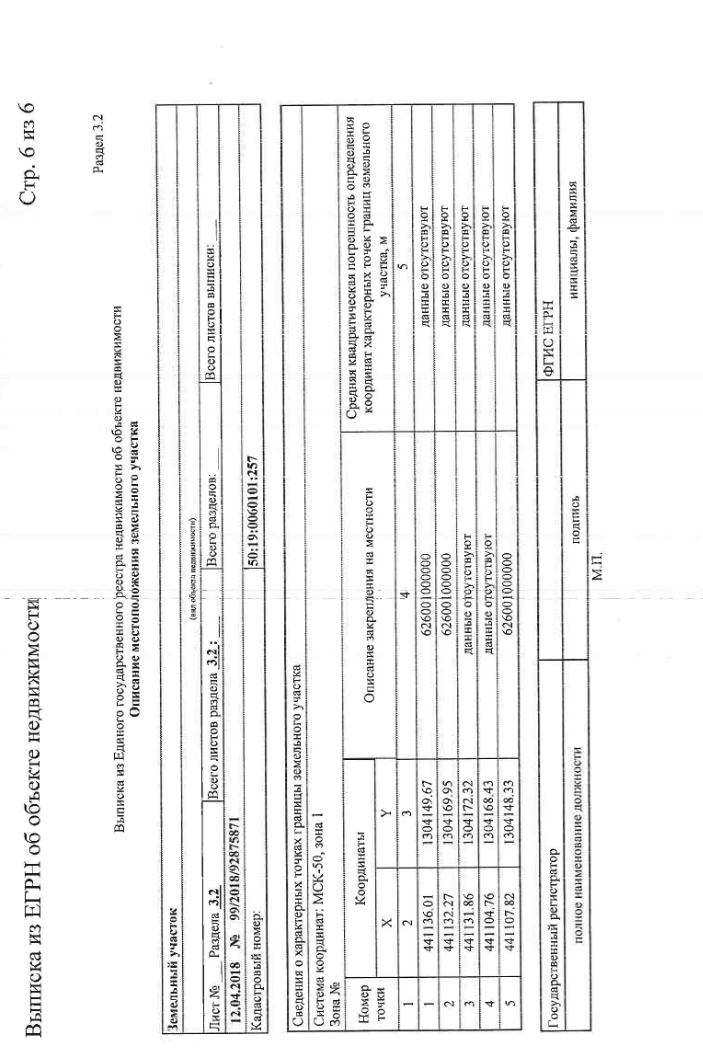 Выписка из ЕГРН об объекте недвижимости Стр. 6 из 6
Раздел 3.2
Выписка из Единого государственного реестра недвижимости об объекте недвижимости
Описание местоположения земельного участка
Земельный участок
(вид объекта недвижимости)
Лист № ___ Раздела 3.2 Всего листов раздела 3.2 : ___ Всего разделов: ___ Всего листов выписки: ___
12.04.2018 № 99/2018/92875871
Кадастровый номер: 50:19:0060101:257
Сведения о характерных точках границы земельного участка
Система координат: МСК-50, зона 1
Зона №
Номер точки Координаты Описание закрепления на местности Средняя квадратическая погрешность определения координат характерных точек границ земельного участка, м
X Y
1 2 3 4 5
1 441136.01 1304149.67 626001000000 данные отсутствуют
2 441132.27 1304169.95 626001000000 данные отсутствуют
3 441131.86 1304172.32 данные отсутствуют данные отсутствуют
4 441104.76 1304168.43 данные отсутствуют данные отсутствуют
5 441107.82 1304148.33 626001000000 данные отсутствуют
Государственный регистратор ФГИС ЕГРН
полное наименование должности подпись инициалы, фамилия
М.П.